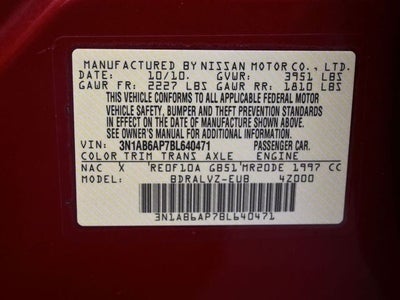 MANUFACTURED BY NISSAN MOTOR CO., LTD.
DATE: 10/10. GVWR: 3951 LBS
GAWR FR: 2227 LBS GAWR RR: 1810 LBS
THIS VEHICLE CONFORMS TO ALL APPLICABLE FEDERAL MOTOR
VEHICLE SAFETY, BUMPER AND THEFT PREVENTION STANDARDS
IN EFFECT ON THE DATE OF MANUFACTURE SHOWN ABOVE.
SEE OWNER'S MANUAL FOR ADDITIONAL INFORMATION
VIN: 3N1AB6AP7BL640471 PASSENGER CAR.
COLOR TRIM TRANS AXLE ENGINE
NAC X RE0F10A GB51 MR20DE 1997 CC
MODEL: BDRALVZ-EUB 4Z000
3N1AB6AP7BL640471